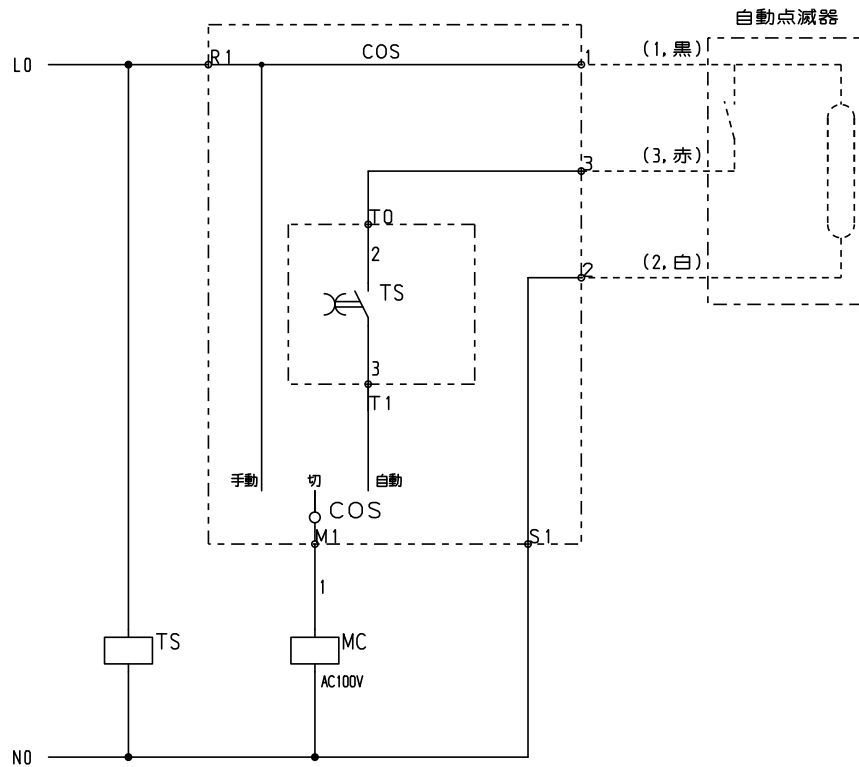 自動点滅器
L0
R1
COS
1
(1,黒)
3
(3,赤)
T0
2
2
(2,白)
TS
3
T1
手動
切
自動
COS
M1
S1
1
TS
MC
AC100V
N0